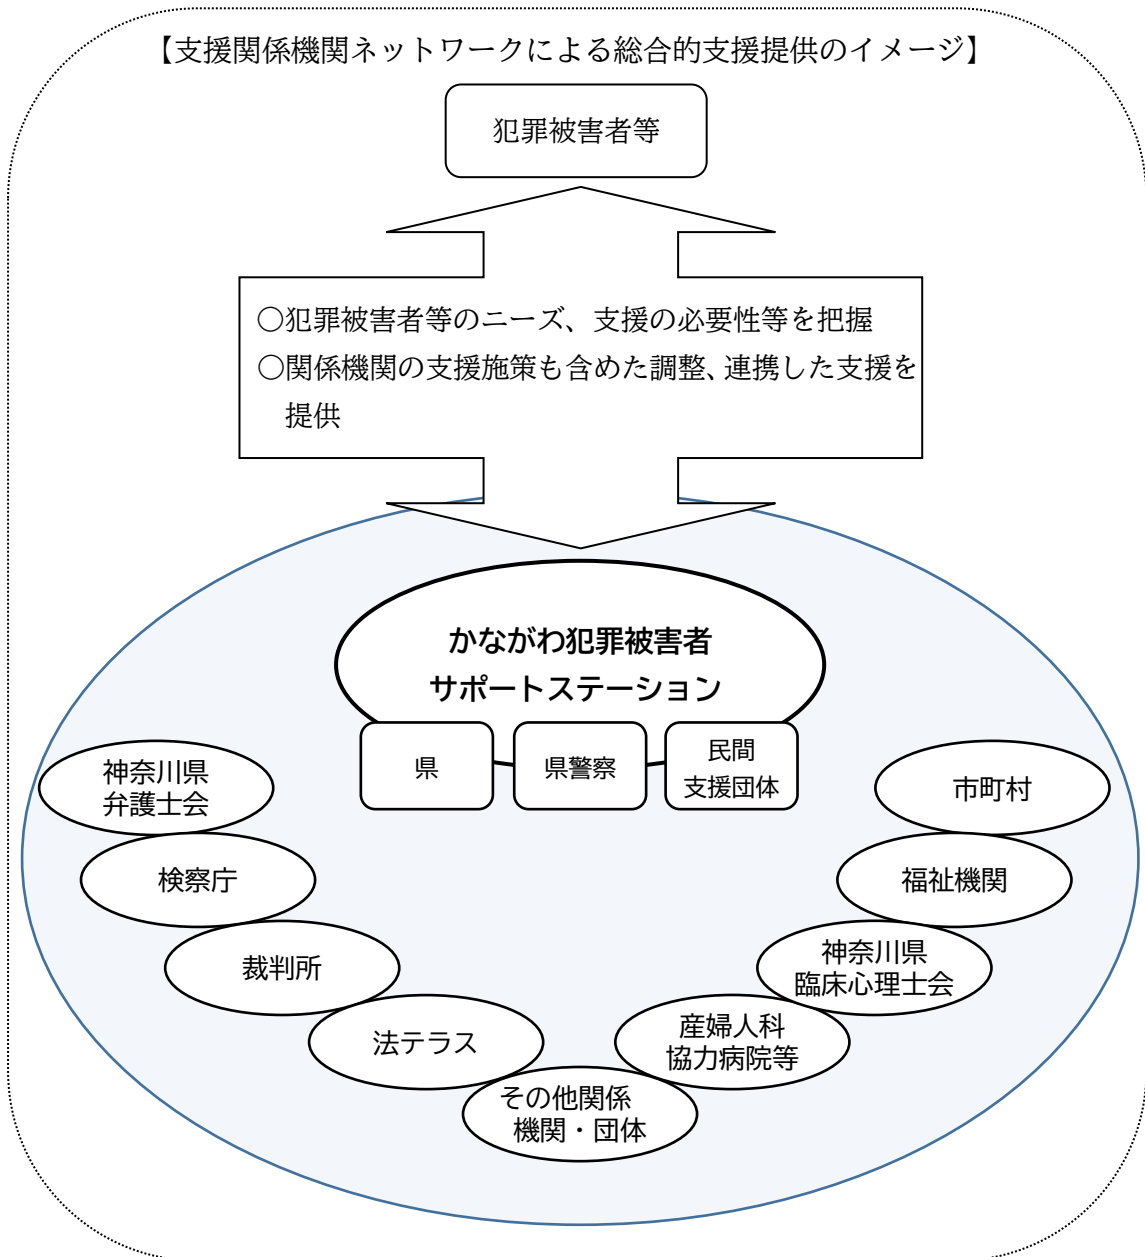 【支援関係機関ネットワークによる総合的支援提供のイメージ】
犯罪被害者等
○犯罪被害者等のニーズ、支援の必要性等を把握
○関係機関の支援施策も含めた調整、連携した支援を
提供
かながわ犯罪被害者
サポートステーション
県
県警察
民間
支援団体
神奈川県
弁護士会
検察庁
裁判所
法テラス
その他関係
機関・団体
産婦人科
協力病院等
神奈川県
臨床心理士会
福祉機関
市町村